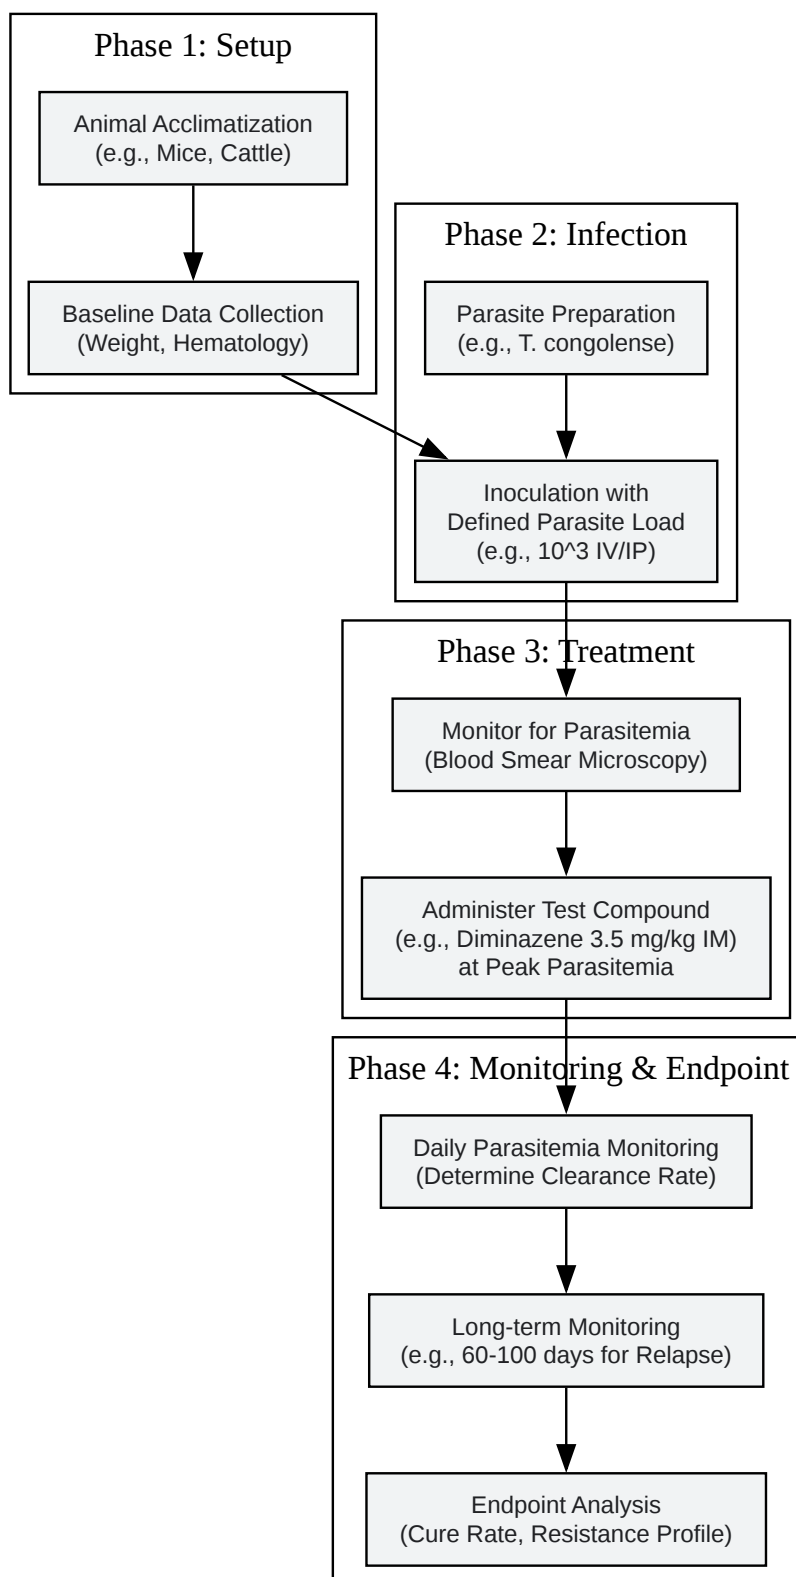 Phase 1: Setup
Animal Acclimatization
(e.g., Mice, Cattle)
Baseline Data Collection
(Weight, Hematology)
Phase 2: Infection
Parasite Preparation
(e.g., T. congolense)
Inoculation with
Defined Parasite Load
(e.g., 10^3 IV/IP)
Phase 3: Treatment
Monitor for Parasitemia
(Blood Smear Microscopy)
Administer Test Compound
(e.g., Diminazene 3.5 mg/kg IM)
at Peak Parasitemia
Phase 4: Monitoring & Endpoint
Daily Parasitemia Monitoring
(Determine Clearance Rate)
Long-term Monitoring
(e.g., 60-100 days for Relapse)
Endpoint Analysis
(Cure Rate, Resistance Profile)